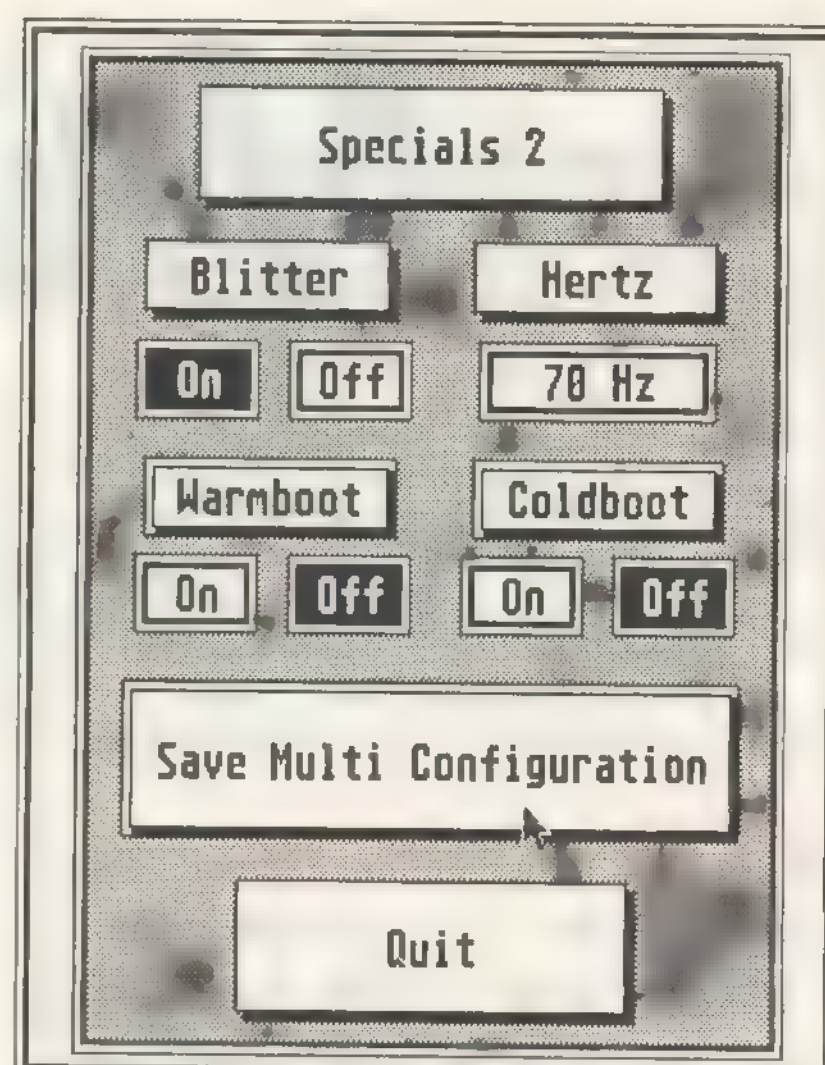 Specials 2
Blitter Hertz
On Off 70 Hz
Warmboot Coldboot
On Off On Off
Save Multi Configuration
Quit